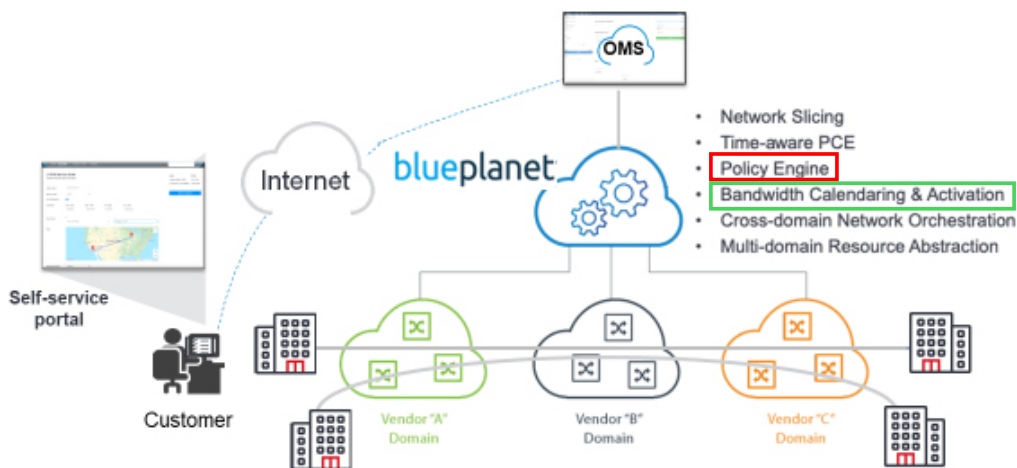 OMS
Internet
blueplanet
• Network Slicing
• Time-aware PCE
• Policy Engine
• Bandwidth Calendaring & Activation
• Cross-domain Network Orchestration
• Multi-domain Resource Abstraction
Self-service
portal
Customer
Vendor "A"
Domain
Vendor "B"
Domain
Vendor "C"
Domain